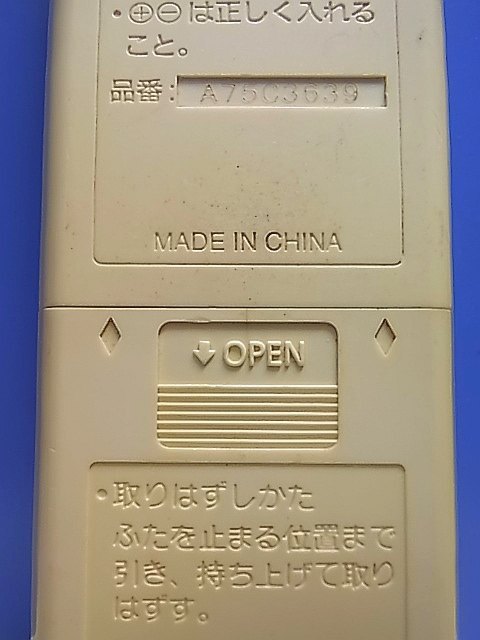 ・⊕⊖は正しく入れる
こと。
品番: A75C3639
MADE IN CHINA
⇩OPEN
・取りはずしかた
ふたを止まる位置まで
引き、持ち上げて取り
はずす。